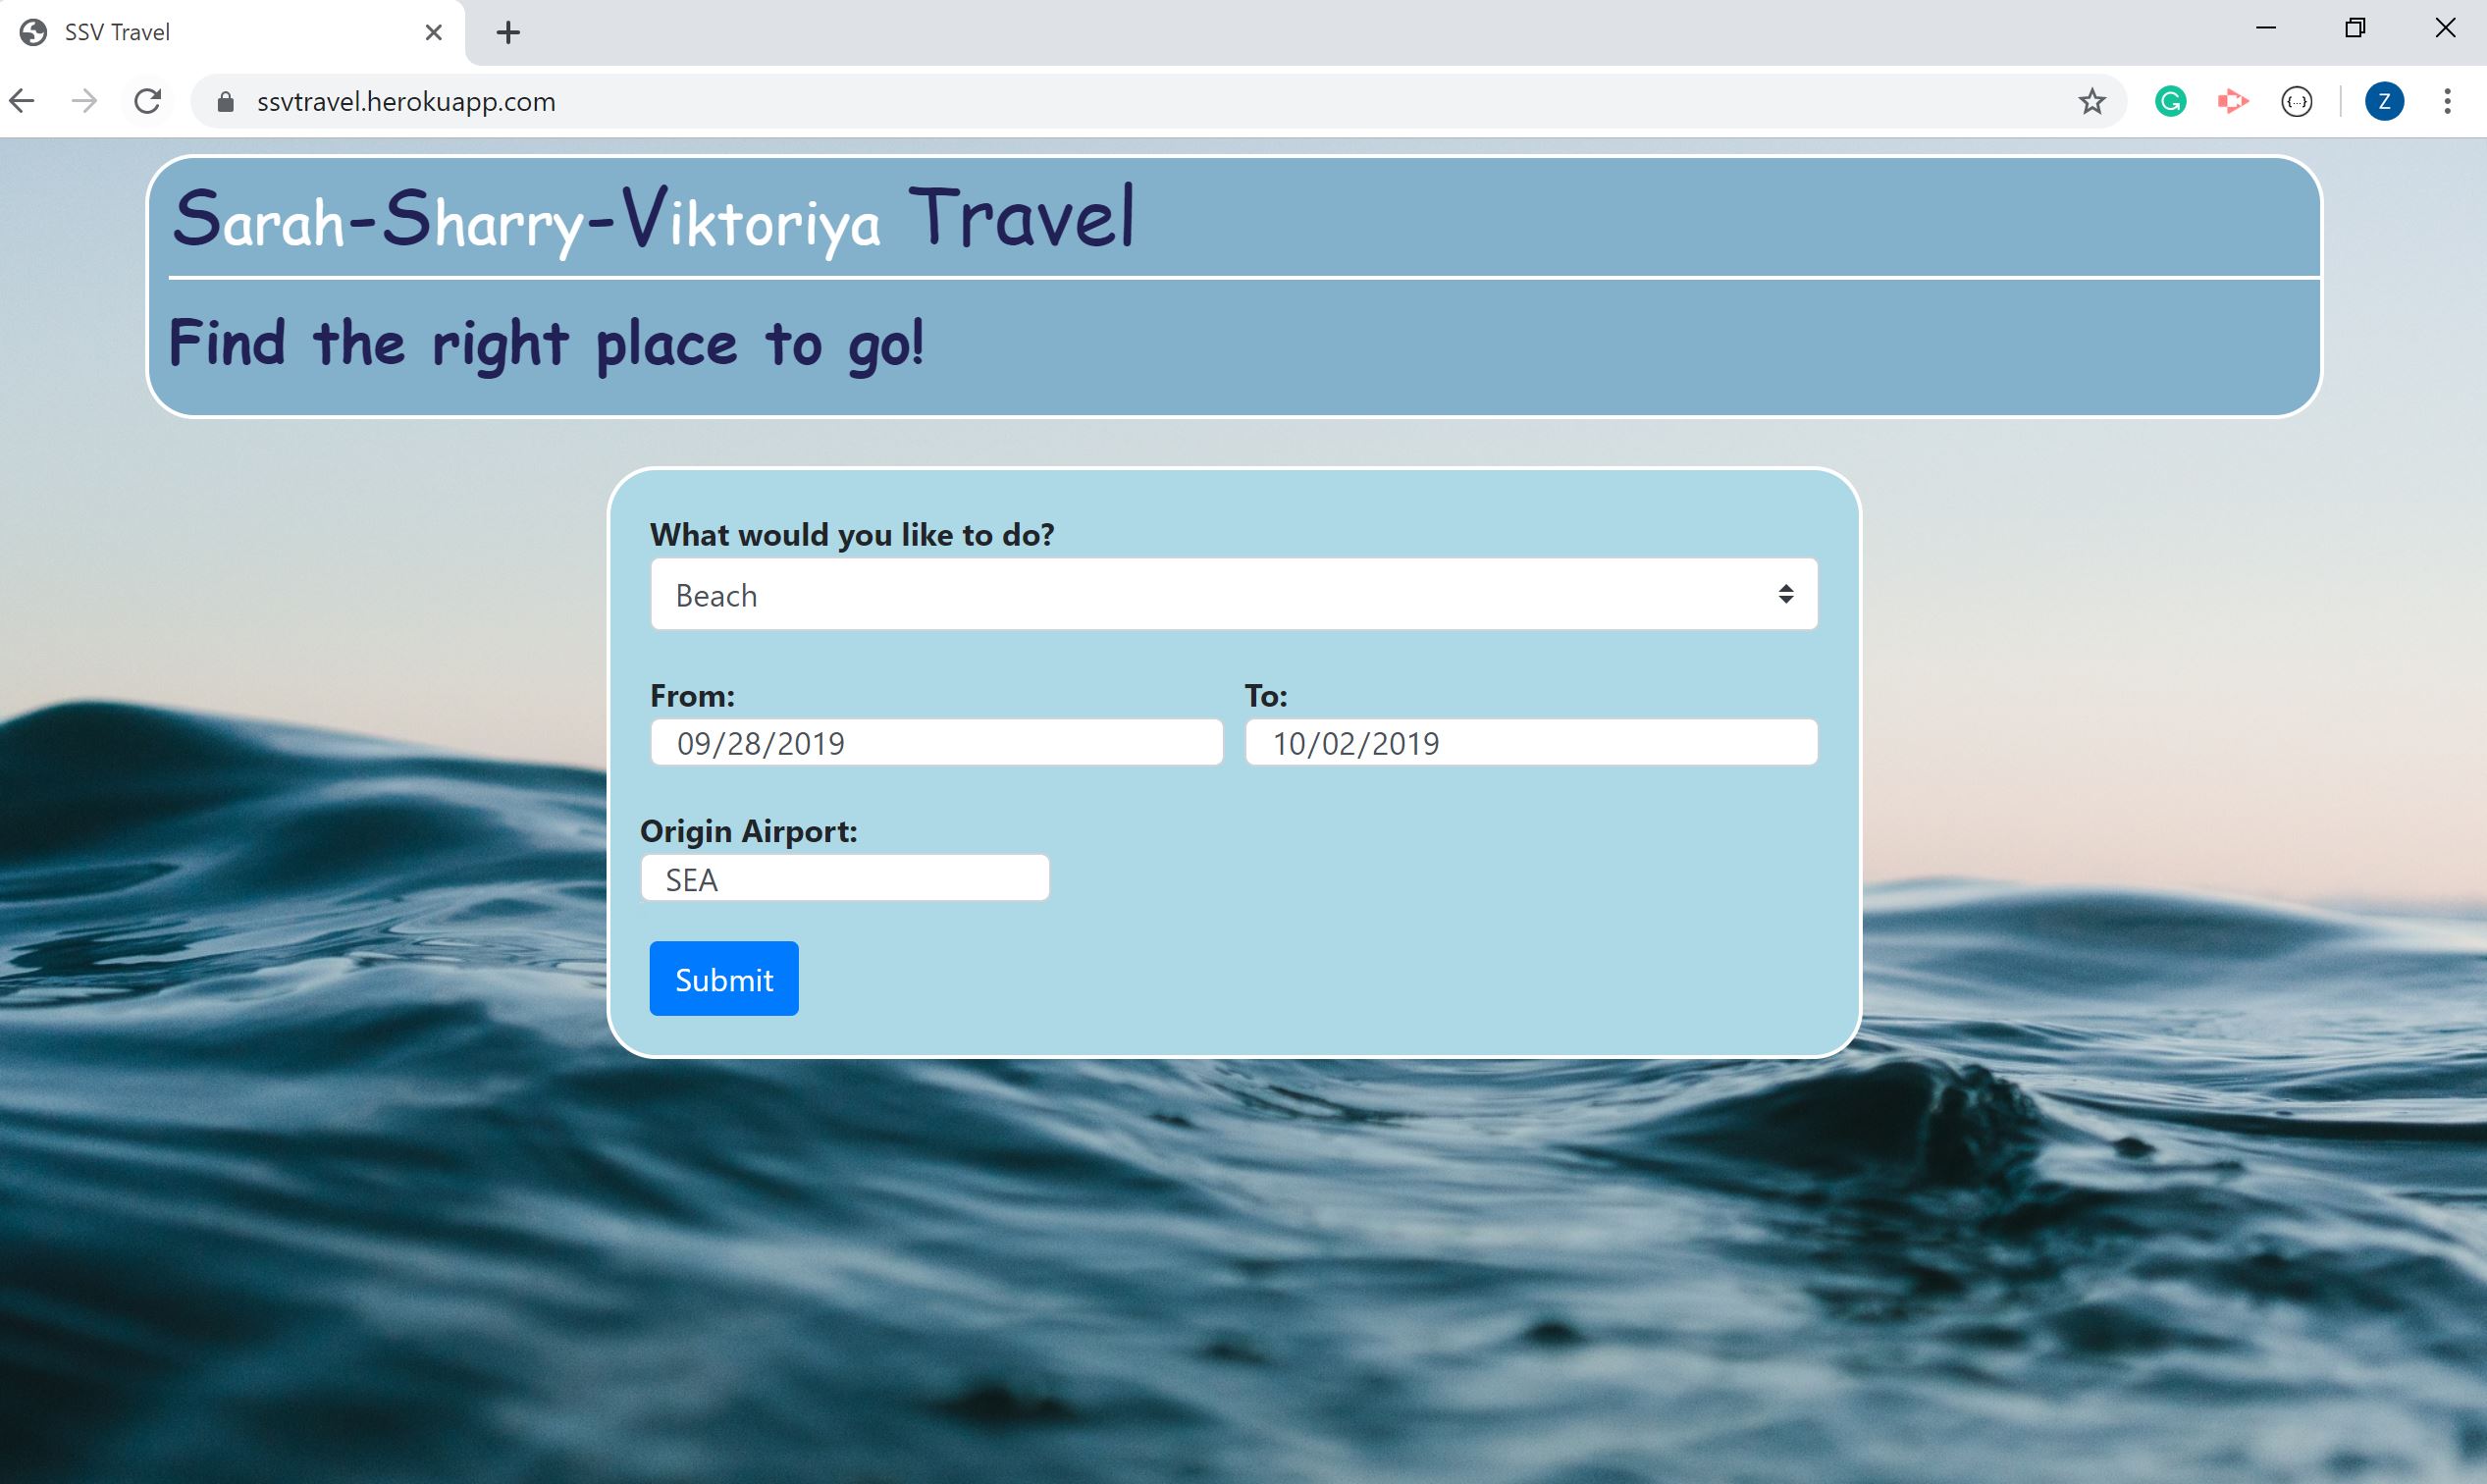 SSV Travel
ssvtravel.herokuapp.com
G
{...}
Z
Sarah-Sharry-Viktoriya Travel
Find the right place to go!
What would you like to do?
Beach
From: To:
09/28/2019 10/02/2019
Origin Airport:
SEA
Submit